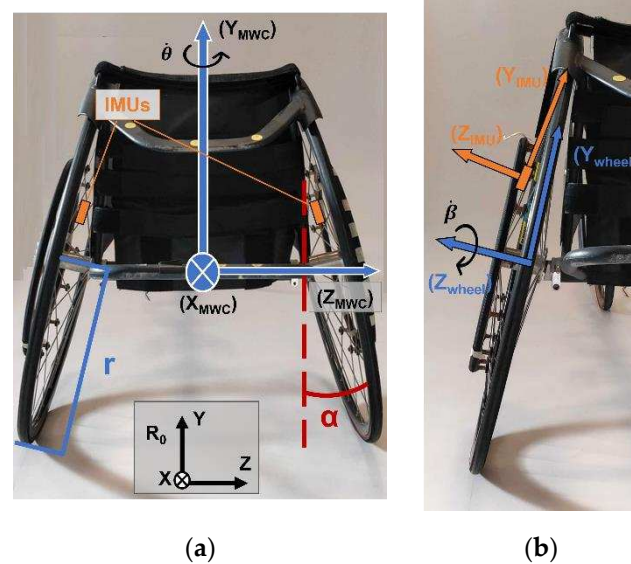 (Y_MWC)
θ̇
IMUs
(X_MWC)
(Z_MWC)
r
α
R₀
Y
X
Z
(Y_IMU)
(Z_IMU)
(Y_wheel
β̇
(Z_wheel)
(a)
(b)